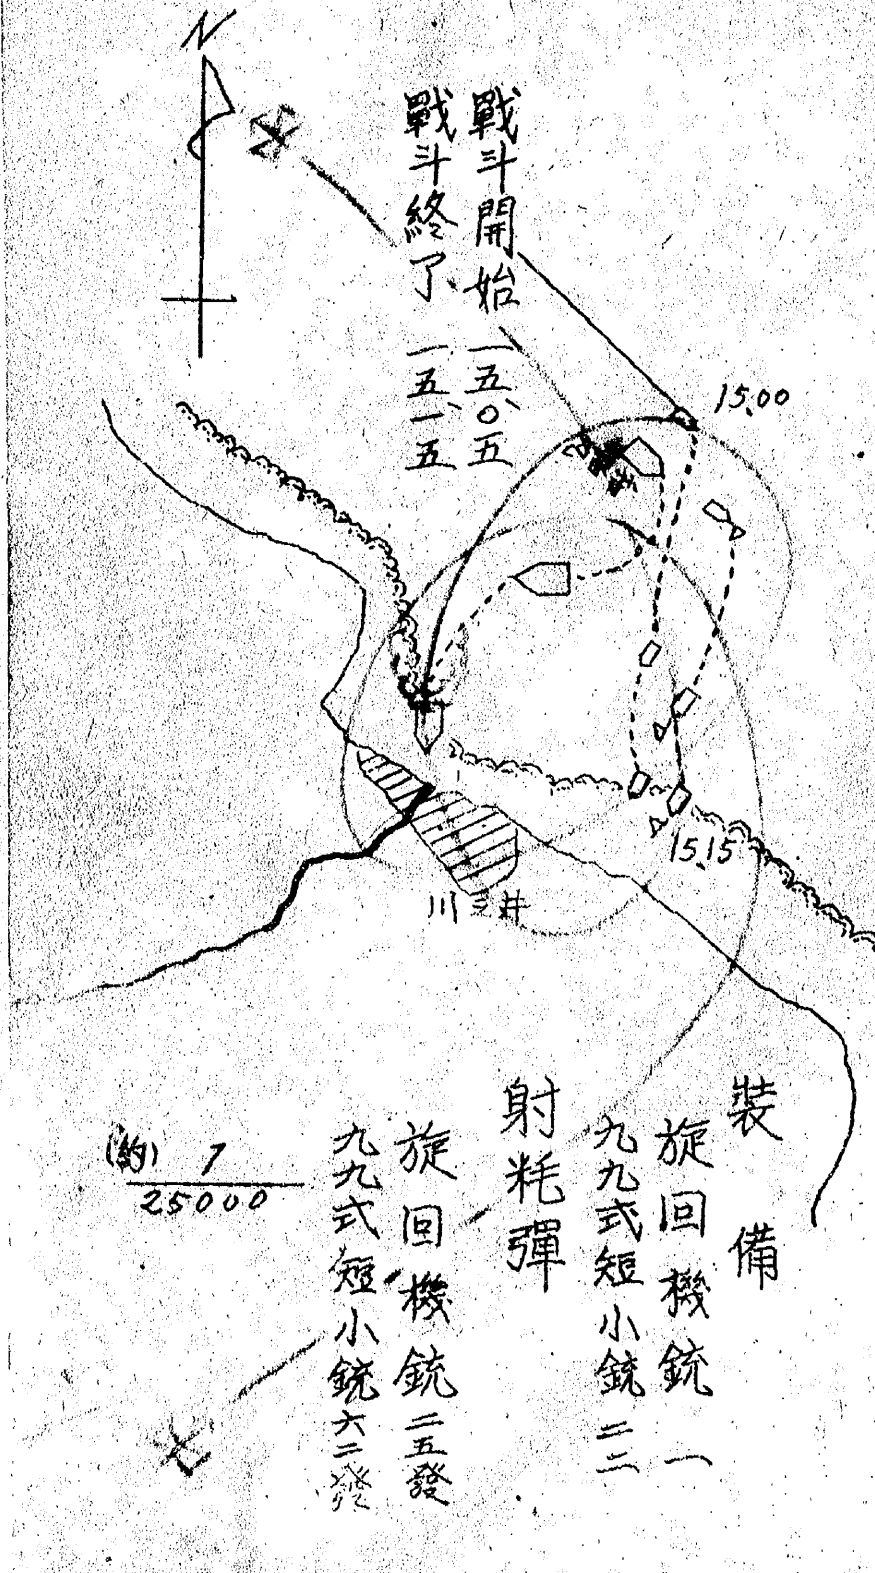 N
戰斗開始 一五、〇五
戰斗終了 一五、一五
15.00
15.15
川三井
裝備
旋回機銃 一
九九式短小銃 二二
射耗彈
旋回機銃 二五發
九九式短小銃 六二發
(約) 1
25000